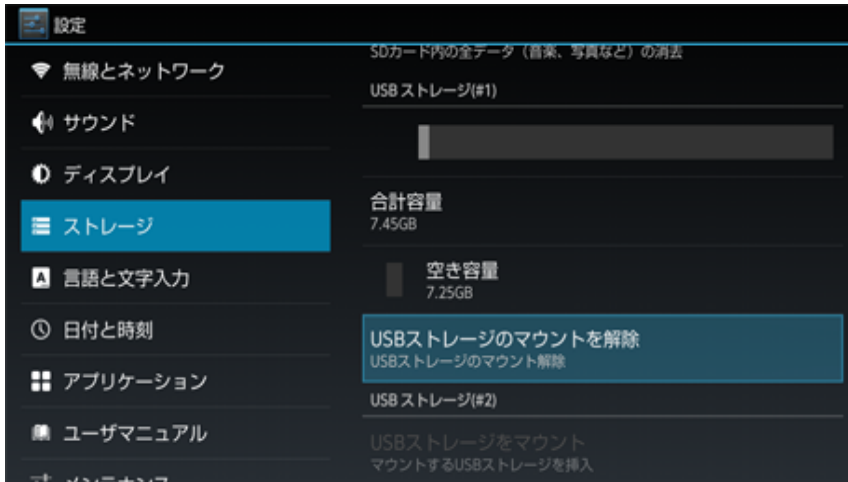 設定
無線とネットワーク
サウンド
ディスプレイ
ストレージ
言語と文字入力
日付と時刻
アプリケーション
ユーザマニュアル
メンテナンス
SDカード内の全データ（音楽、写真など）の消去
USB ストレージ(#1)
合計容量
7.45GB
空き容量
7.25GB
USBストレージのマウントを解除
USBストレージのマウント解除
USB ストレージ(#2)
USBストレージをマウント
マウントするUSBストレージを挿入